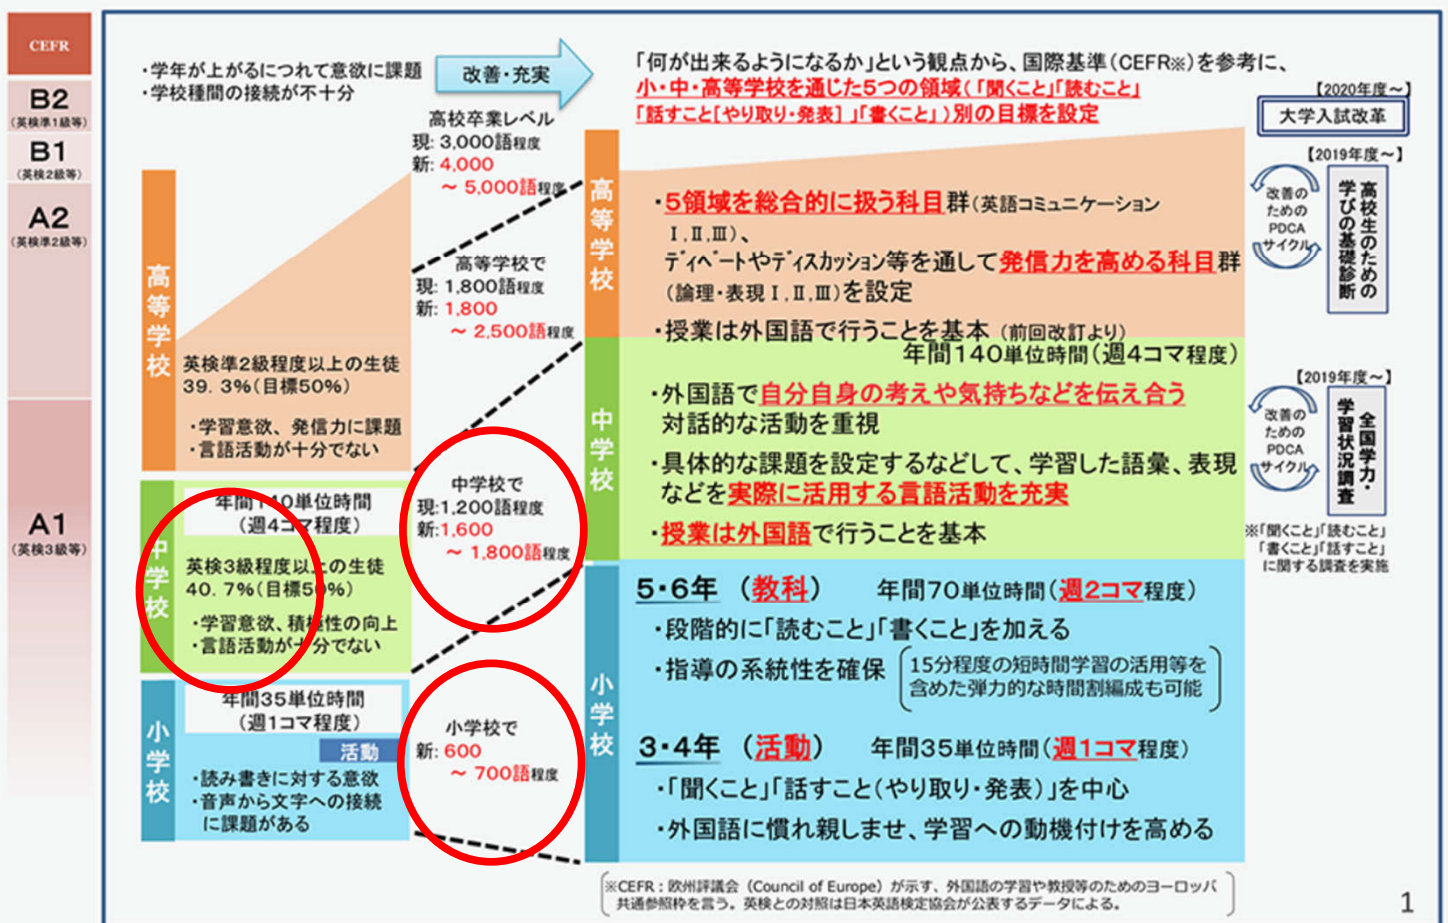 CEFR
B2
(英検準1級等)
B1
(英検2級等)
A2
(英検準2級等)
A1
(英検3級等)
・学年が上がるにつれて意欲に課題
・学校種間の接続が不十分
改善・充実
「何が出来るようになるか」という観点から、国際基準(CEFR※)を参考に、
小・中・高等学校を通じた5つの領域(「聞くこと」「読むこと」
「話すこと[やり取り・発表]」「書くこと」)別の目標を設定
【2020年度~】
大学入試改革
高校卒業レベル
現: 3,000語程度
新: 4,000
~ 5,000語程度
高等学校で
現: 1,800語程度
新: 1,800
~ 2,500語程度
中学校で
現:1,200語程度
新:1,600
~ 1,800語程度
小学校で
新: 600
~ 700語程度
高等学校
英検準2級程度以上の生徒
39. 3%(目標50%)
・学習意欲、発信力に課題
・言語活動が十分でない
中学校
年間140単位時間
(週4コマ程度)
英検3級程度以上の生徒
40. 7%(目標50%)
・学習意欲、積極性の向上
・言語活動が十分でない
小学校
年間35単位時間
(週1コマ程度)
活動
・読み書きに対する意欲
・音声から文字への接続
に課題がある
高等学校
・5領域を総合的に扱う科目群(英語コミュニケーション
Ⅰ,Ⅱ,Ⅲ)、
ディベートやディスカッション等を通して発信力を高める科目群
(論理・表現Ⅰ,Ⅱ,Ⅲ)を設定
・授業は外国語で行うことを基本(前回改訂より)
中学校
年間140単位時間(週4コマ程度)
・外国語で自分自身の考えや気持ちなどを伝え合う
対話的な活動を重視
・具体的な課題を設定するなどして、学習した語彙、表現
などを実際に活用する言語活動を充実
・授業は外国語で行うことを基本
小学校
5・6年 (教科) 年間70単位時間(週2コマ程度)
・段階的に「読むこと」「書くこと」を加える
・指導の系統性を確保
15分程度の短時間学習の活用等を
含めた弾力的な時間割編成も可能
3・4年 (活動) 年間35単位時間(週1コマ程度)
・「聞くこと」「話すこと(やり取り・発表)」を中心
・外国語に慣れ親しませ、学習への動機付けを高める
【2019年度~】
改善の
ための
PDCA
サイクル
高校生のための
学びの基礎診断
【2019年度~】
改善の
ための
PDCA
サイクル
全国学力・
学習状況調査
※「聞くこと」「読むこと」
「書くこと」「話すこと」
に関する調査を実施
※CEFR:欧州評議会(Council of Europe)が示す、外国語の学習や教授等のためのヨーロッパ
共通参照枠を言う。英検との対照は日本英語検定協会が公表するデータによる。
1